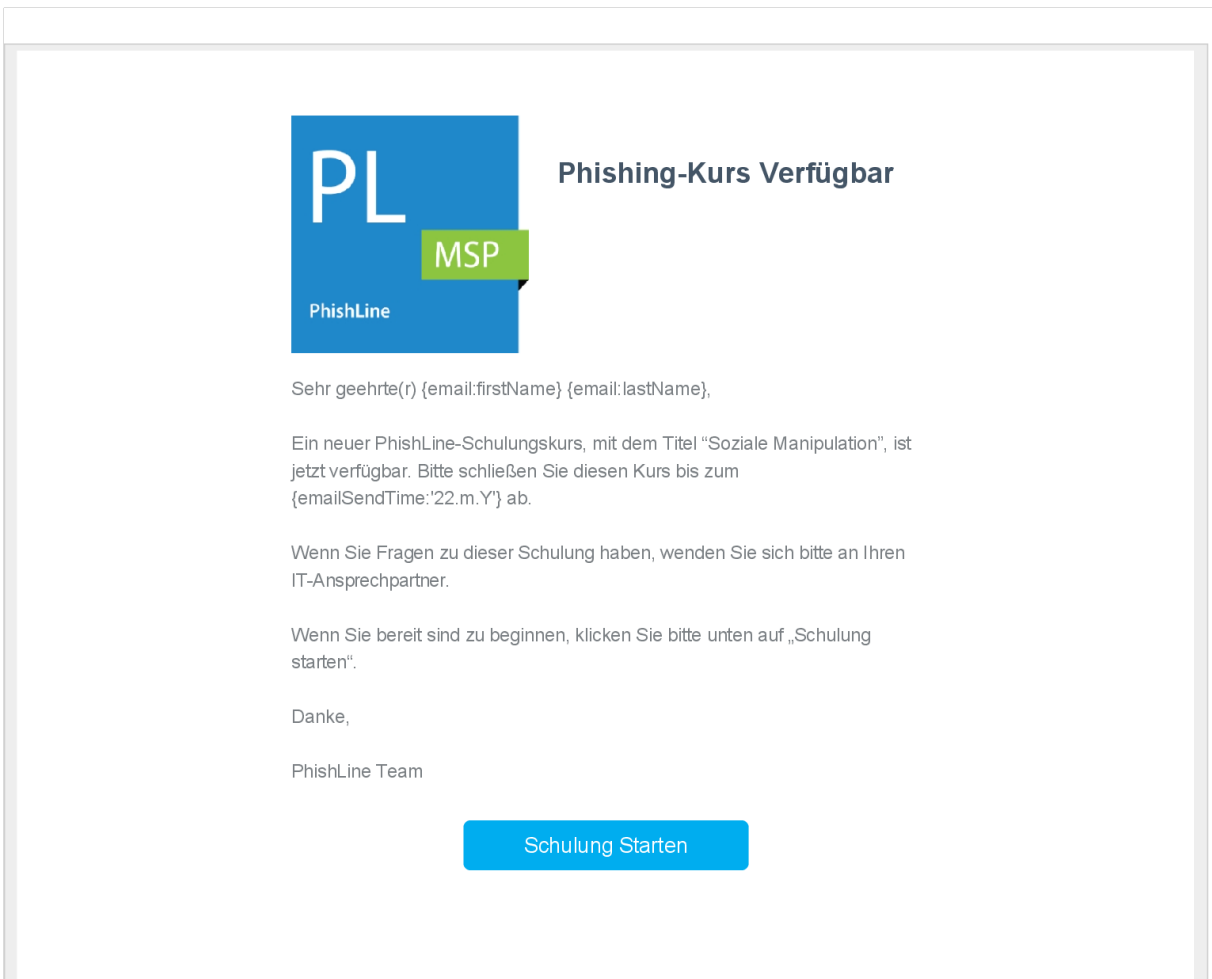 PL
MSP
PhishLine
Phishing-Kurs Verfügbar
Sehr geehrte(r) {email:firstName} {email:lastName},
Ein neuer PhishLine-Schulungskurs, mit dem Titel “Soziale Manipulation”, ist
jetzt verfügbar. Bitte schließen Sie diesen Kurs bis zum
{emailSendTime:'22.m.Y'} ab.
Wenn Sie Fragen zu dieser Schulung haben, wenden Sie sich bitte an Ihren
IT-Ansprechpartner.
Wenn Sie bereit sind zu beginnen, klicken Sie bitte unten auf „Schulung
starten“.
Danke,
PhishLine Team
Schulung Starten